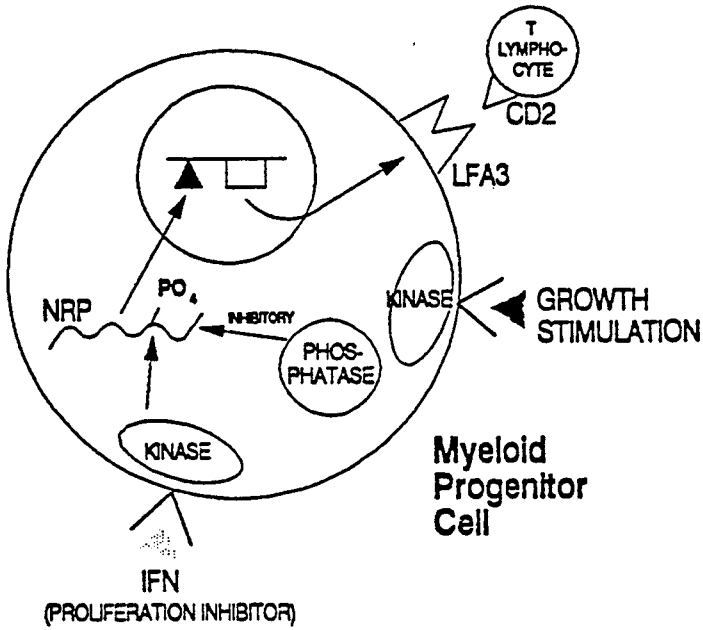 T
LYMPHO-
CYTE
CD2
LFA3
PO4
NRP
INHIBITORY
KINASE
GROWTH
STIMULATION
PHOS-
PHATASE
KINASE
Myeloid
Progenitor
Cell
IFN
(PROLIFERATION INHIBITOR)